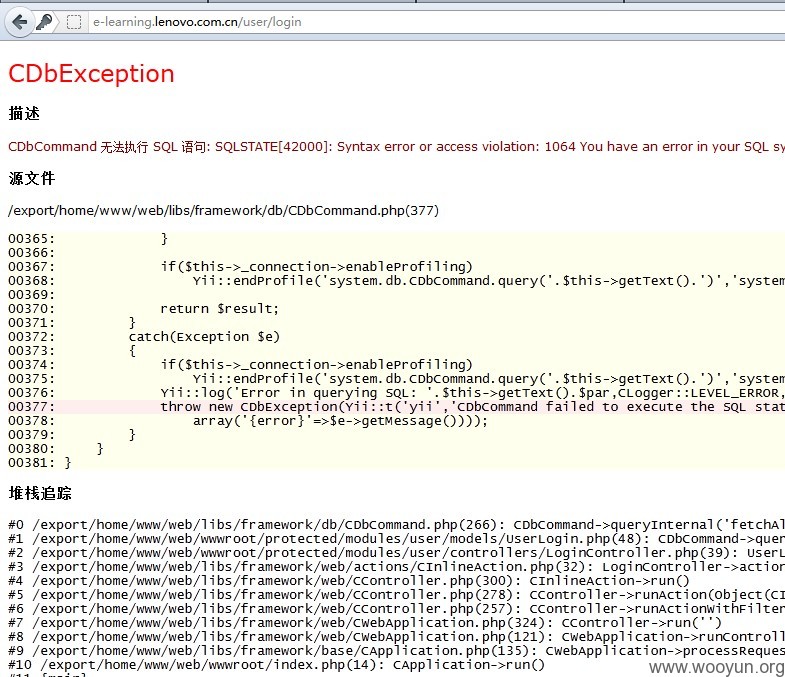 e-learning.lenovo.com.cn/user/login
CDbException
描述
CDbCommand 无法执行 SQL 语句: SQLSTATE[42000]: Syntax error or access violation: 1064 You have an error in your SQL sy
源文件
/export/home/www/web/libs/framework/db/CDbCommand.php(377)
00365:             }
00366:
00367:             if($this->_connection->enableProfiling)
00368:                 Yii::endProfile('system.db.CDbCommand.query('.$this->getText().')','system
00369:
00370:             return $result;
00371:         }
00372:         catch(Exception $e)
00373:         {
00374:             if($this->_connection->enableProfiling)
00375:                 Yii::endProfile('system.db.CDbCommand.query('.$this->getText().')','system
00376:             Yii::log('Error in querying SQL: '.$this->getText().$par,CLogger::LEVEL_ERROR,
00377:             throw new CDbException(Yii::t('yii','CDbCommand failed to execute the SQL stat
00378:                 array('{error}'=>$e->getMessage())));
00379:         }
00380:     }
00381: }
堆栈追踪
#0 /export/home/www/web/libs/framework/db/CDbCommand.php(266): CDbCommand->queryInternal('fetchAl
#1 /export/home/www/web/wwwroot/protected/modules/user/models/UserLogin.php(48): CDbCommand->quer
#2 /export/home/www/web/wwwroot/protected/modules/user/controllers/LoginController.php(39): UserL
#3 /export/home/www/web/libs/framework/web/actions/CInlineAction.php(32): LoginController->action
#4 /export/home/www/web/libs/framework/web/CController.php(300): CInlineAction->run()
#5 /export/home/www/web/libs/framework/web/CController.php(278): CController->runAction(Object(CI
#6 /export/home/www/web/libs/framework/web/CController.php(257): CController->runActionWithFilter
#7 /export/home/www/web/libs/framework/web/CWebApplication.php(324): CController->run('')
#8 /export/home/www/web/libs/framework/web/CWebApplication.php(121): CWebApplication->runControll
#9 /export/home/www/web/libs/framework/base/CApplication.php(135): CWebApplication->processReques
#10 /export/home/www/web/wwwroot/index.php(14): CApplication->run()
#11 {main}
www.wooyun.org